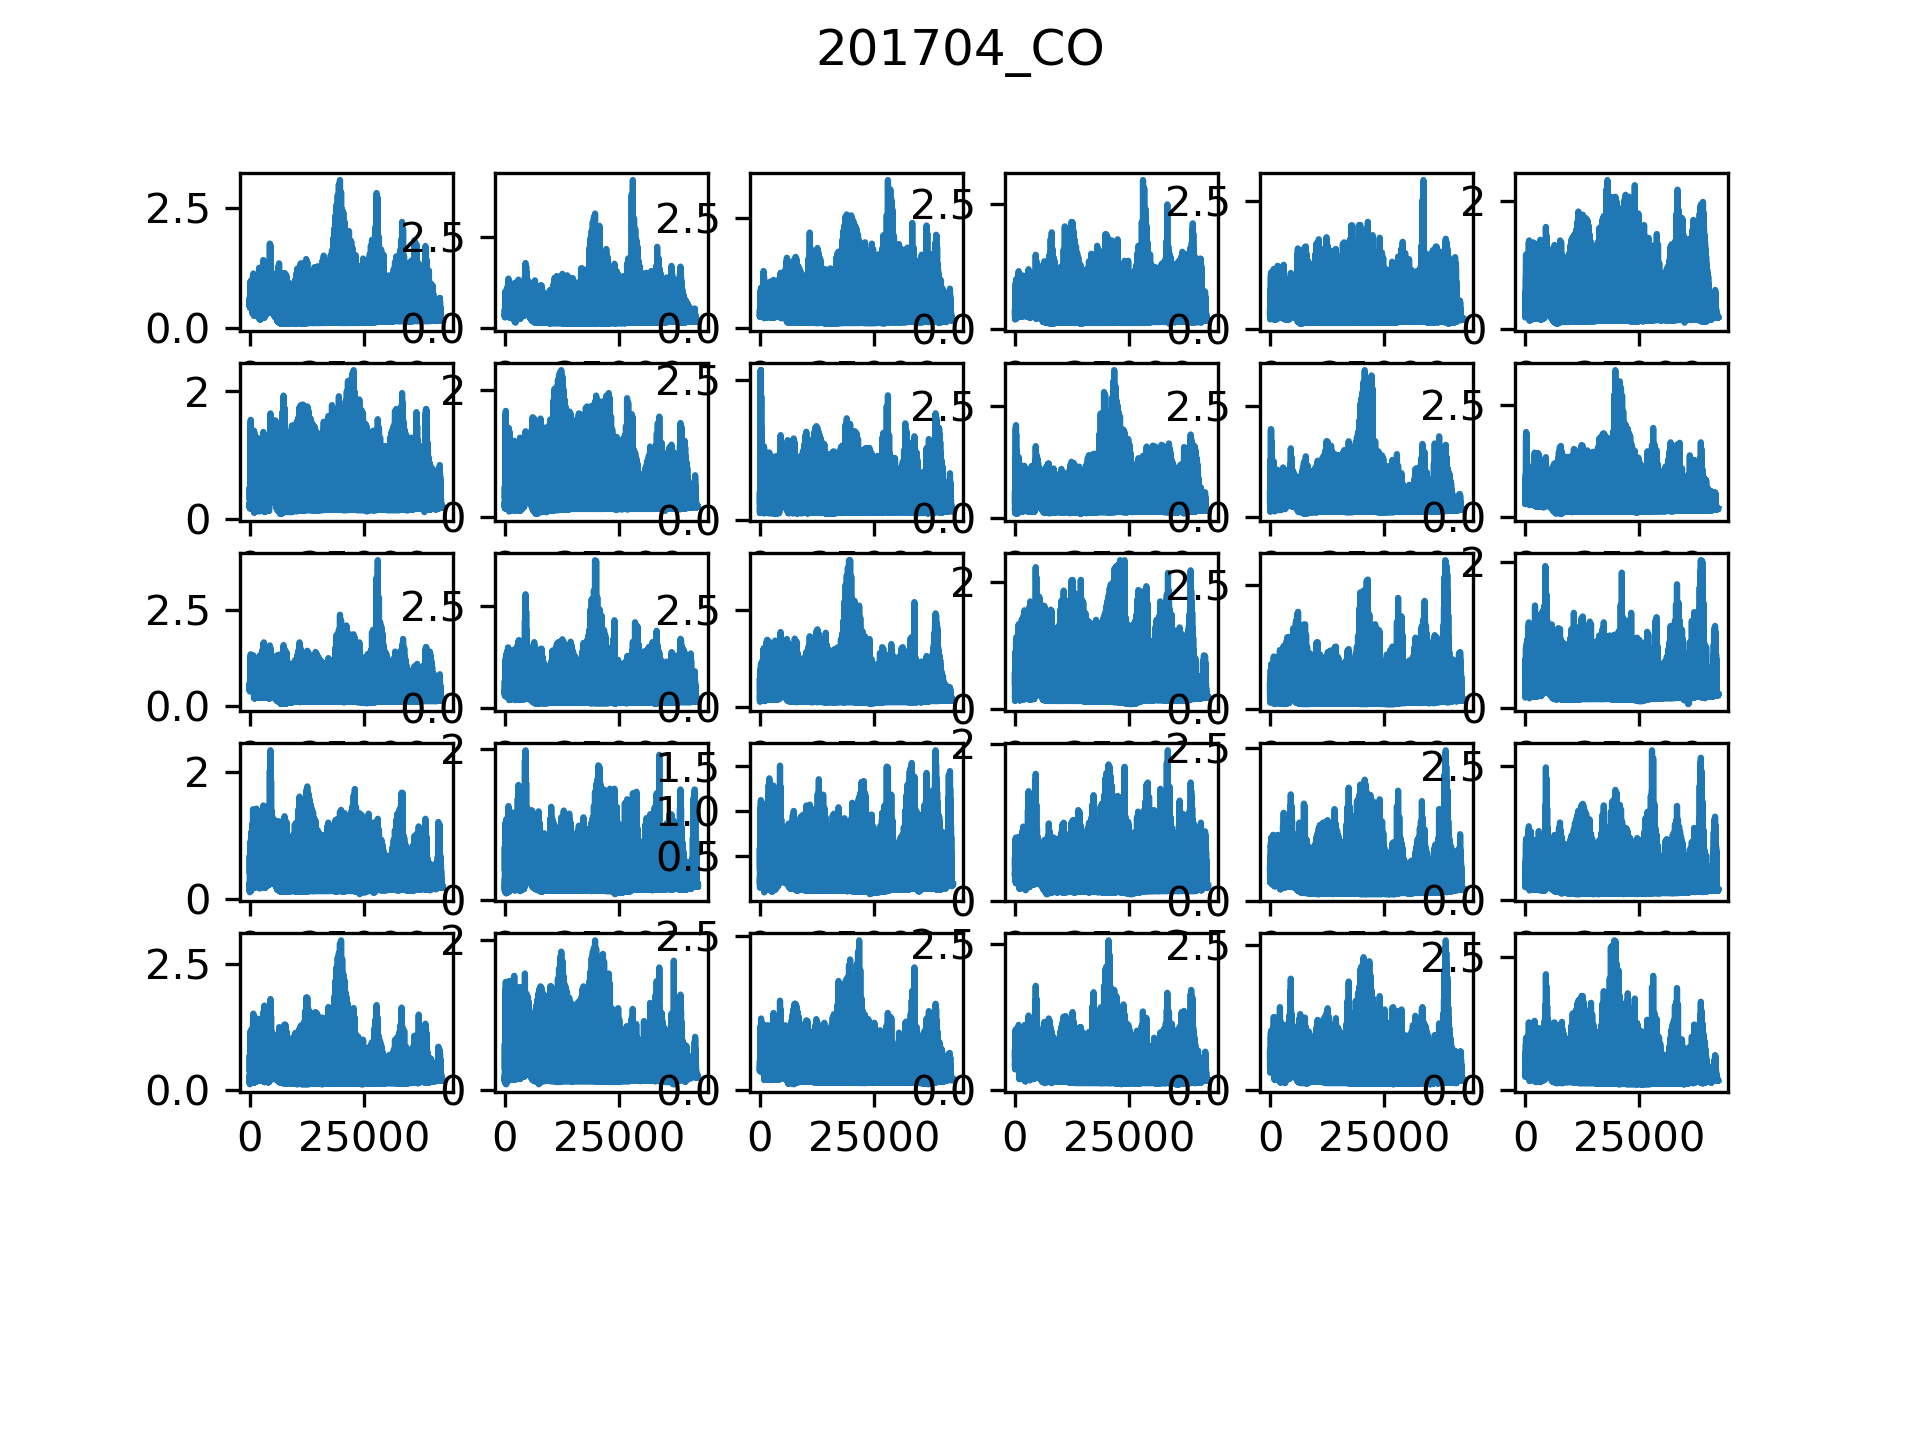 201704_CO
2.5 2.5 2.5 2.5 2.5 2
0.0 0.0 0.0 0.0 0.0 0
2 2 2.5 2.5 2.5 2.5
0 0 0.0 0.0 0.0 0.0
2.5 2.5 2.5 2 2.5 2
0.0 0.0 0.0 0 0.0 0
2 2 1.5 2 2.5 2.5
1.0
0.5
0 0 0 0.0 0.0
2.5 2 2.5 2.5 2.5 2.5
0.0 0 0.0 0.0 0.0 0.0
0 25000 0 25000 0 25000 0 25000 0 25000 0 25000